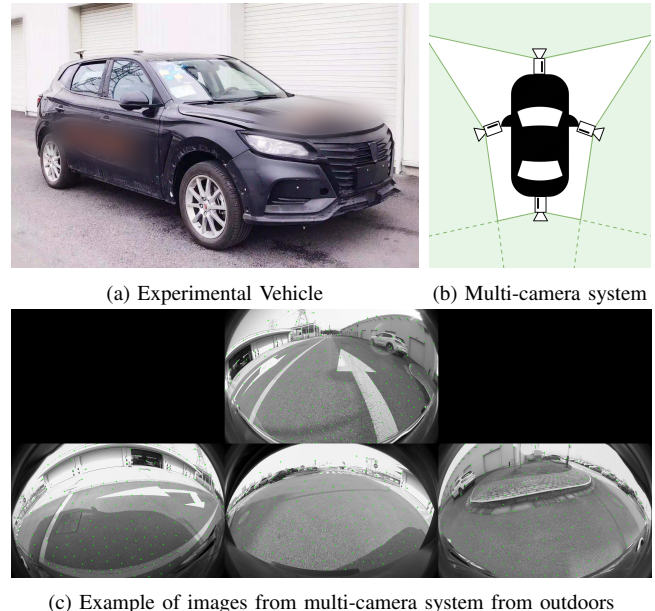 (a) Experimental Vehicle
(b) Multi-camera system
(c) Example of images from multi-camera system from outdoors